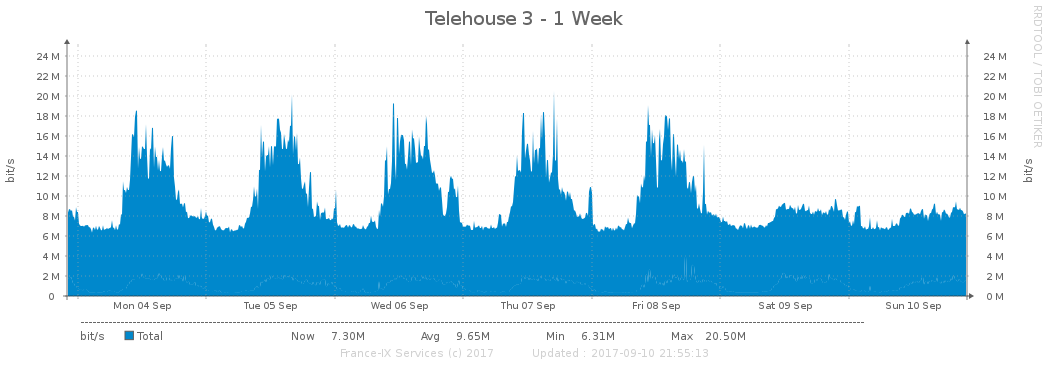 Telehouse 3 - 1 Week
RRDTOOL / TOBI OETIKER
bit/s
bit/s
24 M 24 M
22 M 22 M
20 M 20 M
18 M 18 M
16 M 16 M
14 M 14 M
12 M 12 M
10 M 10 M
8 M 8 M
6 M 6 M
4 M 4 M
2 M 2 M
0 0 M
Mon 04 Sep Tue 05 Sep Wed 06 Sep Thu 07 Sep Fri 08 Sep Sat 09 Sep Sun 10 Sep
bit/s Total Now 7.30M Avg 9.65M Min 6.31M Max 20.50M
France-IX Services (c) 2017 Updated : 2017-09-10 21:55:13